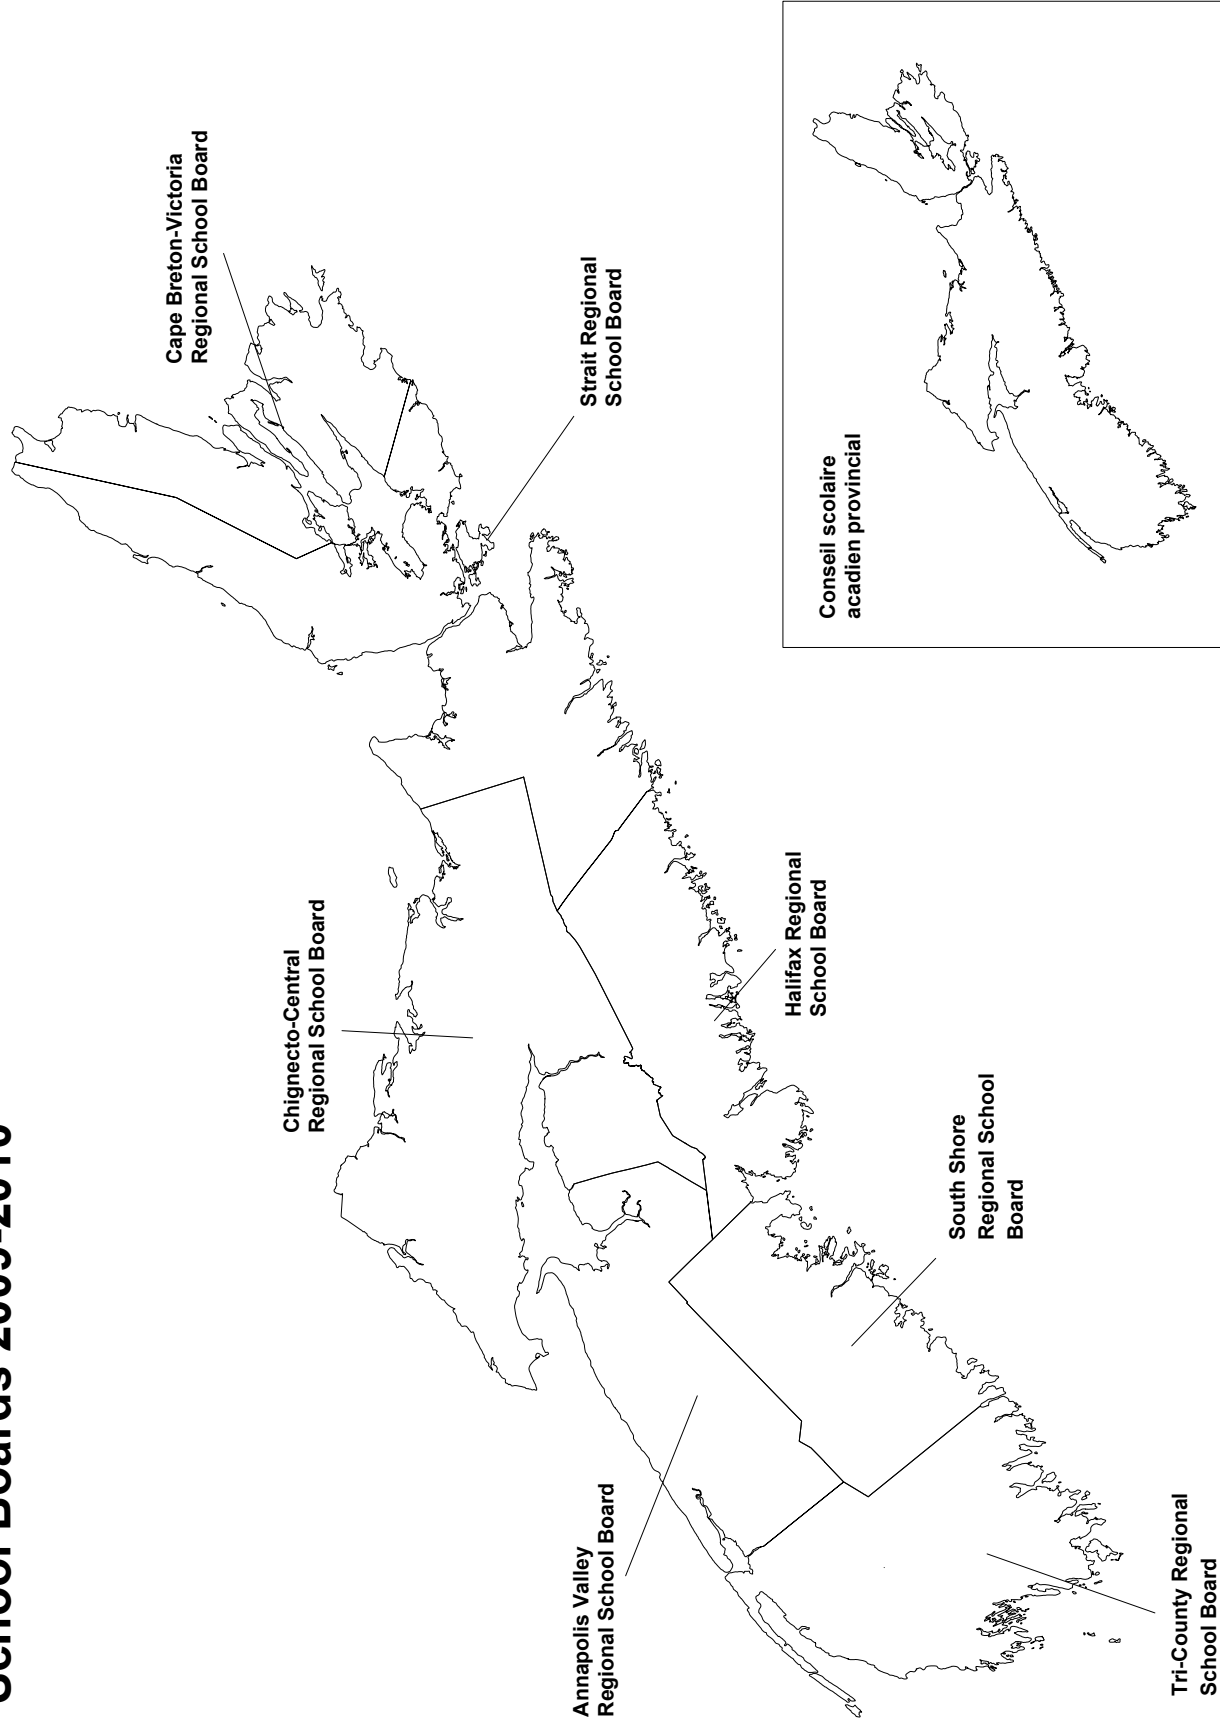 School Boards 2009-2010
Cape Breton-Victoria
Regional School Board
Strait Regional
School Board
Chignecto-Central
Regional School Board
Halifax Regional
School Board
South Shore
Regional School
Board
Annapolis Valley
Regional School Board
Tri-County Regional
School Board
Conseil scolaire
acadien provincial